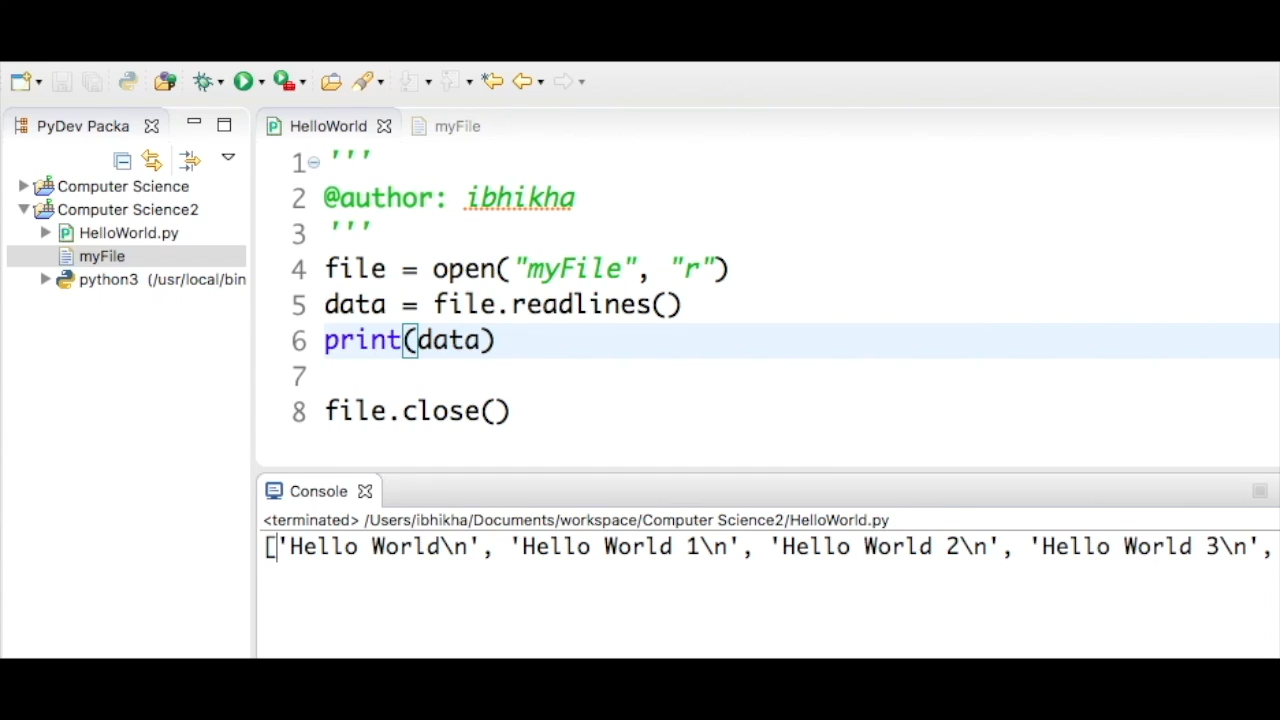 PyDev Packa
Computer Science
Computer Science2
HelloWorld.py
myFile
python3 (/usr/local/bin
HelloWorld
myFile
1 '''
2 @author: ibhikha
3 '''
4 file = open("myFile", "r")
5 data = file.readlines()
6 print(data)
7
8 file.close()
Console
<terminated> /Users/ibhikha/Documents/workspace/Computer Science2/HelloWorld.py
['Hello World\n', 'Hello World 1\n', 'Hello World 2\n', 'Hello World 3\n',